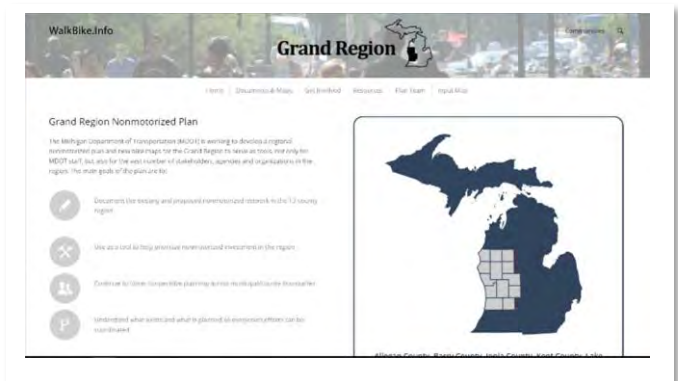 WalkBike.Info
Grand Region
Communities
Home Documents & Maps Get Involved Resources Plan Team Input Map
Grand Region Nonmotorized Plan
The Michigan Department of Transportation (MDOT) is working to develop a regional
nonmotorized plan and new bike maps for the Grand Region to serve as tools, not only for
MDOT staff, but also for the vast number of stakeholders, agencies and organizations in the
region. The main goals of the plan are to:
Document the existing and proposed nonmotorized network in the 13 county
region
Use as a tool to help prioritize nonmotorized investment in the region
Continue to foster cooperative planning across municipal/county boundaries
Understand what exists and what is planned so everyone's efforts can be
coordinated
Allegan County, Barry County, Ionia County, Kent County, Lake